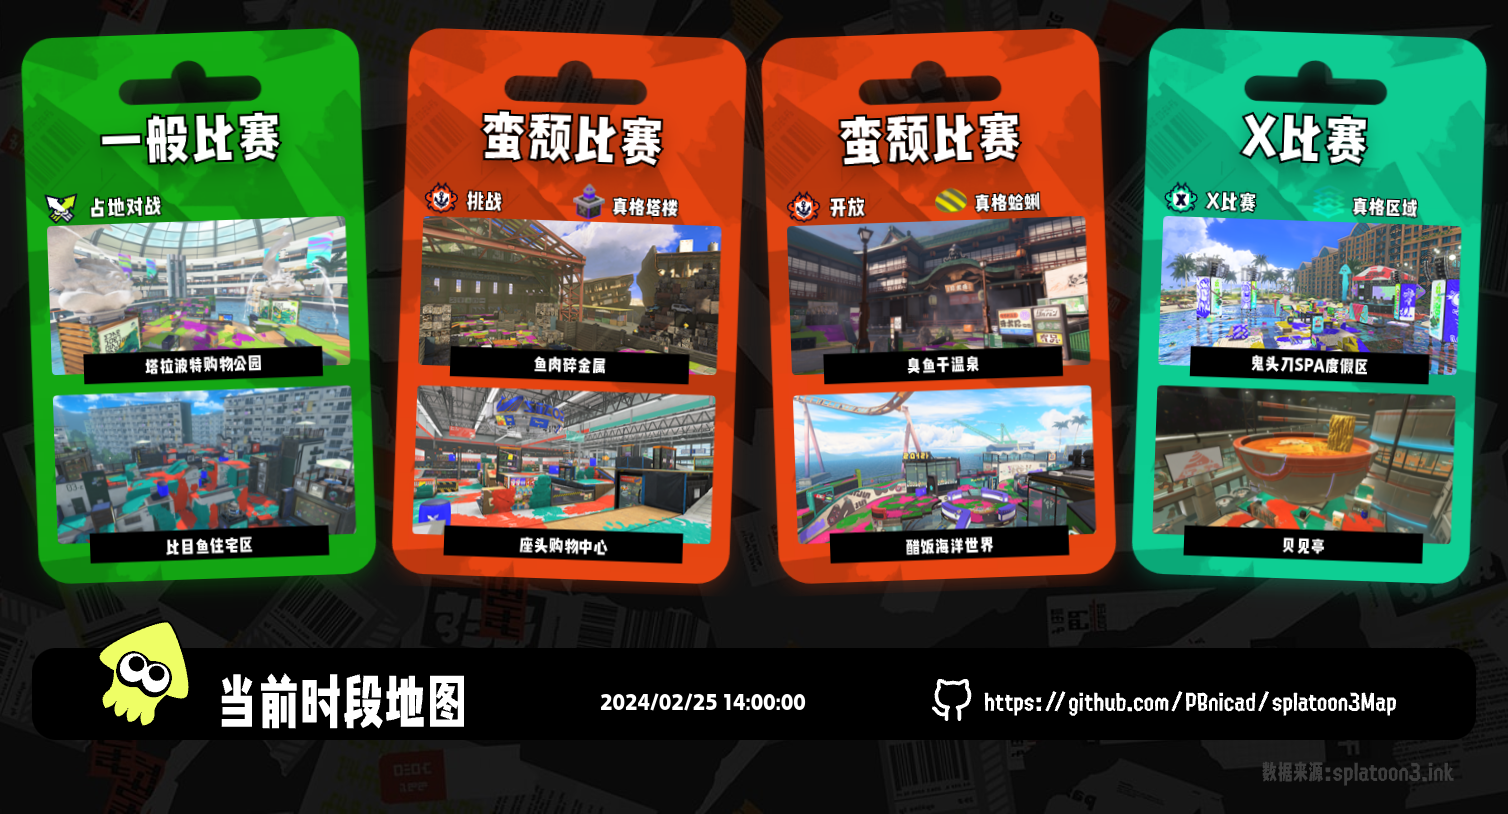 一般比赛
占地对战
塔拉波特购物公园
比目鱼住宅区
蛮颓比赛
挑战
真格塔楼
鱼肉碎金属
座头购物中心
蛮颓比赛
开放
真格蛤蜊
臭鱼干温泉
醋饭海洋世界
X比赛
X比赛
真格区域
鬼头刀SPA度假区
贝见亭
当前时段地图
2024/02/25 14:00:00
https://github.com/PBnicad/splatoon3Map
数据来源:splatoon3.ink